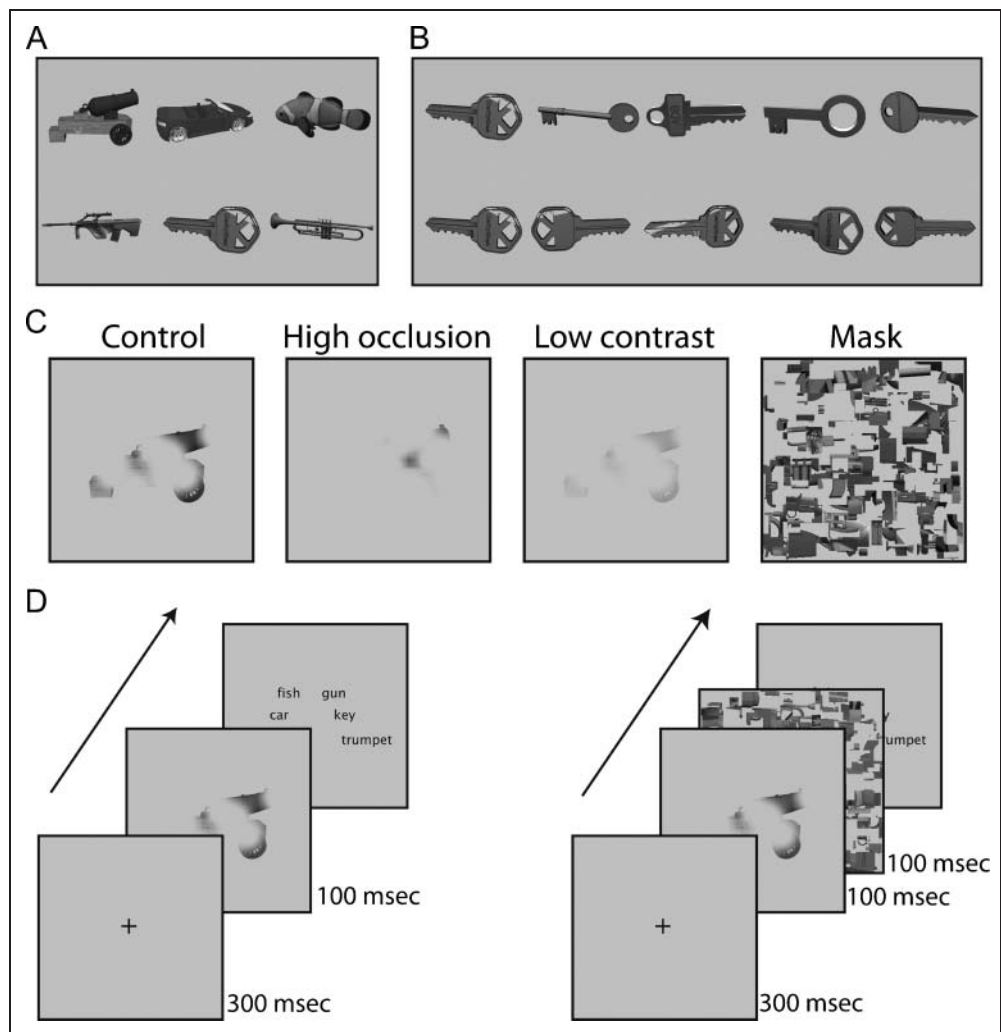 A
B
C
Control
High occlusion
Low contrast
Mask
D
fish gun
car key
trumpet
100 msec
300 msec
y
rumpet
100 msec
100 msec
300 msec